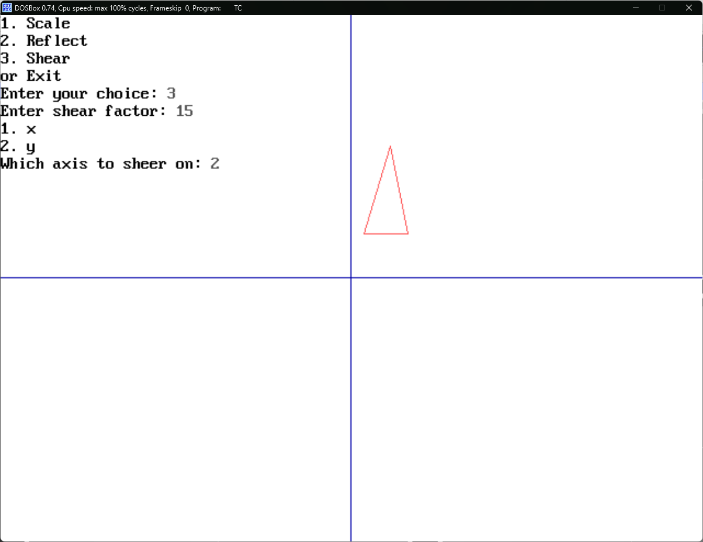 DOSBox 0.74, Cpu speed: max 100% cycles, Frameskip 0, Program: TC
1. Scale
2. Reflect
3. Shear
or Exit
Enter your choice: 3
Enter shear factor: 15
1. x
2. y
Which axis to sheer on: 2